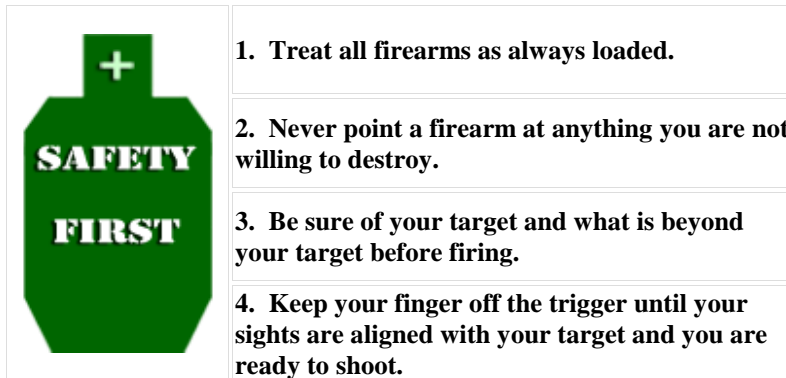 +
SAFETY
FIRST
1. Treat all firearms as always loaded.
2. Never point a firearm at anything you are not
willing to destroy.
3. Be sure of your target and what is beyond
your target before firing.
4. Keep your finger off the trigger until your
sights are aligned with your target and you are
ready to shoot.